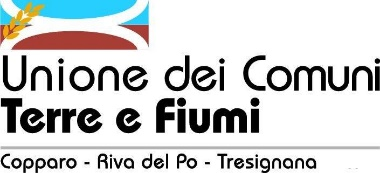 Unione dei Comuni
Terre e Fiumi
Copparo - Riva del Po - Tresignana